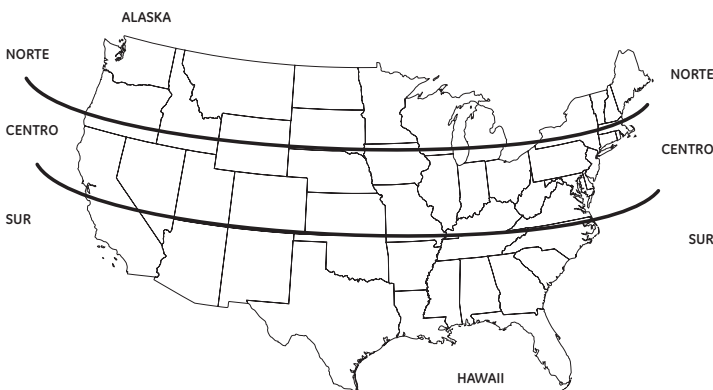 ALASKA
NORTE
NORTE
CENTRO
CENTRO
SUR
SUR
HAWAII